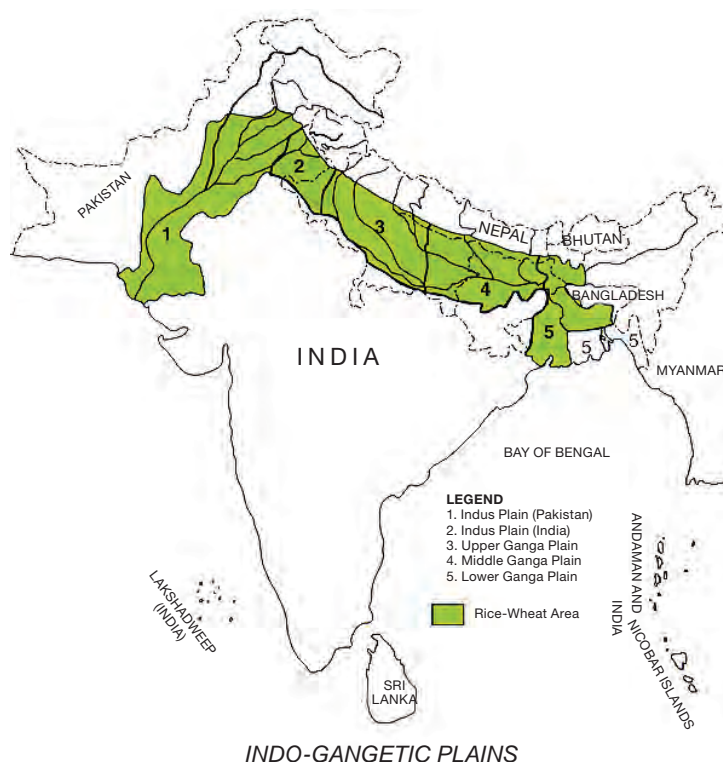 PAKISTAN
1
2
3
NEPAL
BHUTAN
4
BANGLADESH
5
5
5
INDIA
MYANMAR
BAY OF BENGAL
LEGEND
1. Indus Plain (Pakistan)
2. Indus Plain (India)
3. Upper Ganga Plain
4. Middle Ganga Plain
5. Lower Ganga Plain
Rice-Wheat Area
LAKSHADWEEP
(INDIA)
ANDAMAN AND NICOBAR ISLANDS
INDIA
SRI
LANKA
INDO-GANGETIC PLAINS